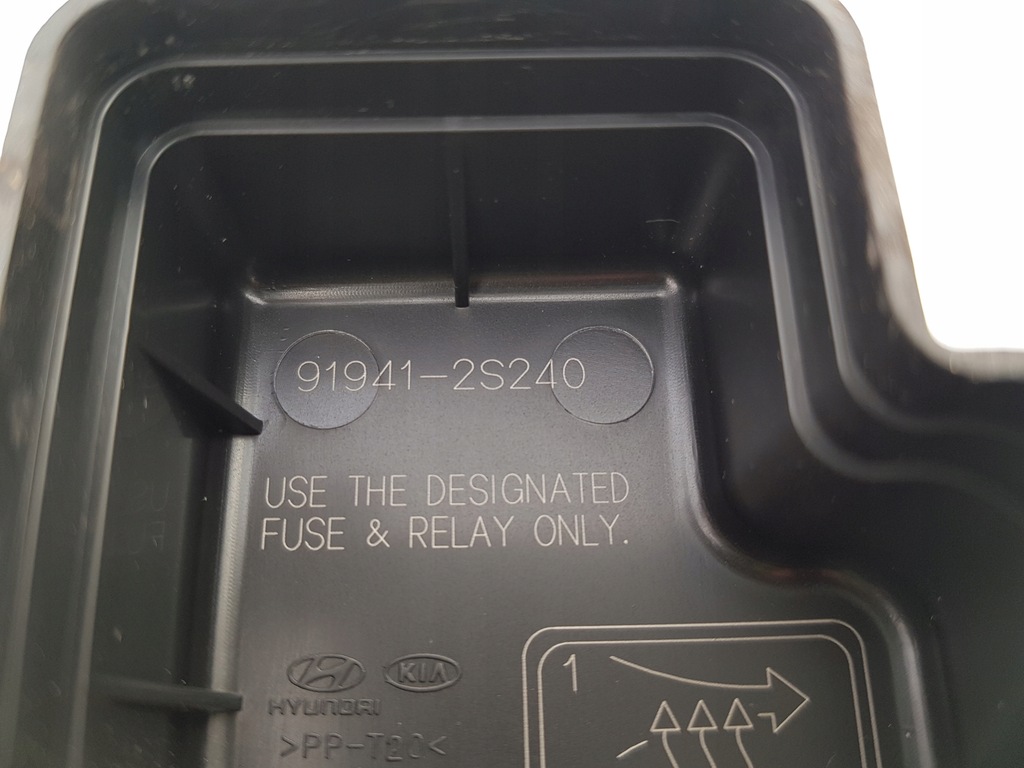 91941-2S240
USE THE DESIGNATED
FUSE & RELAY ONLY.
KIA
HYUNDAI
>PP-T20<
1